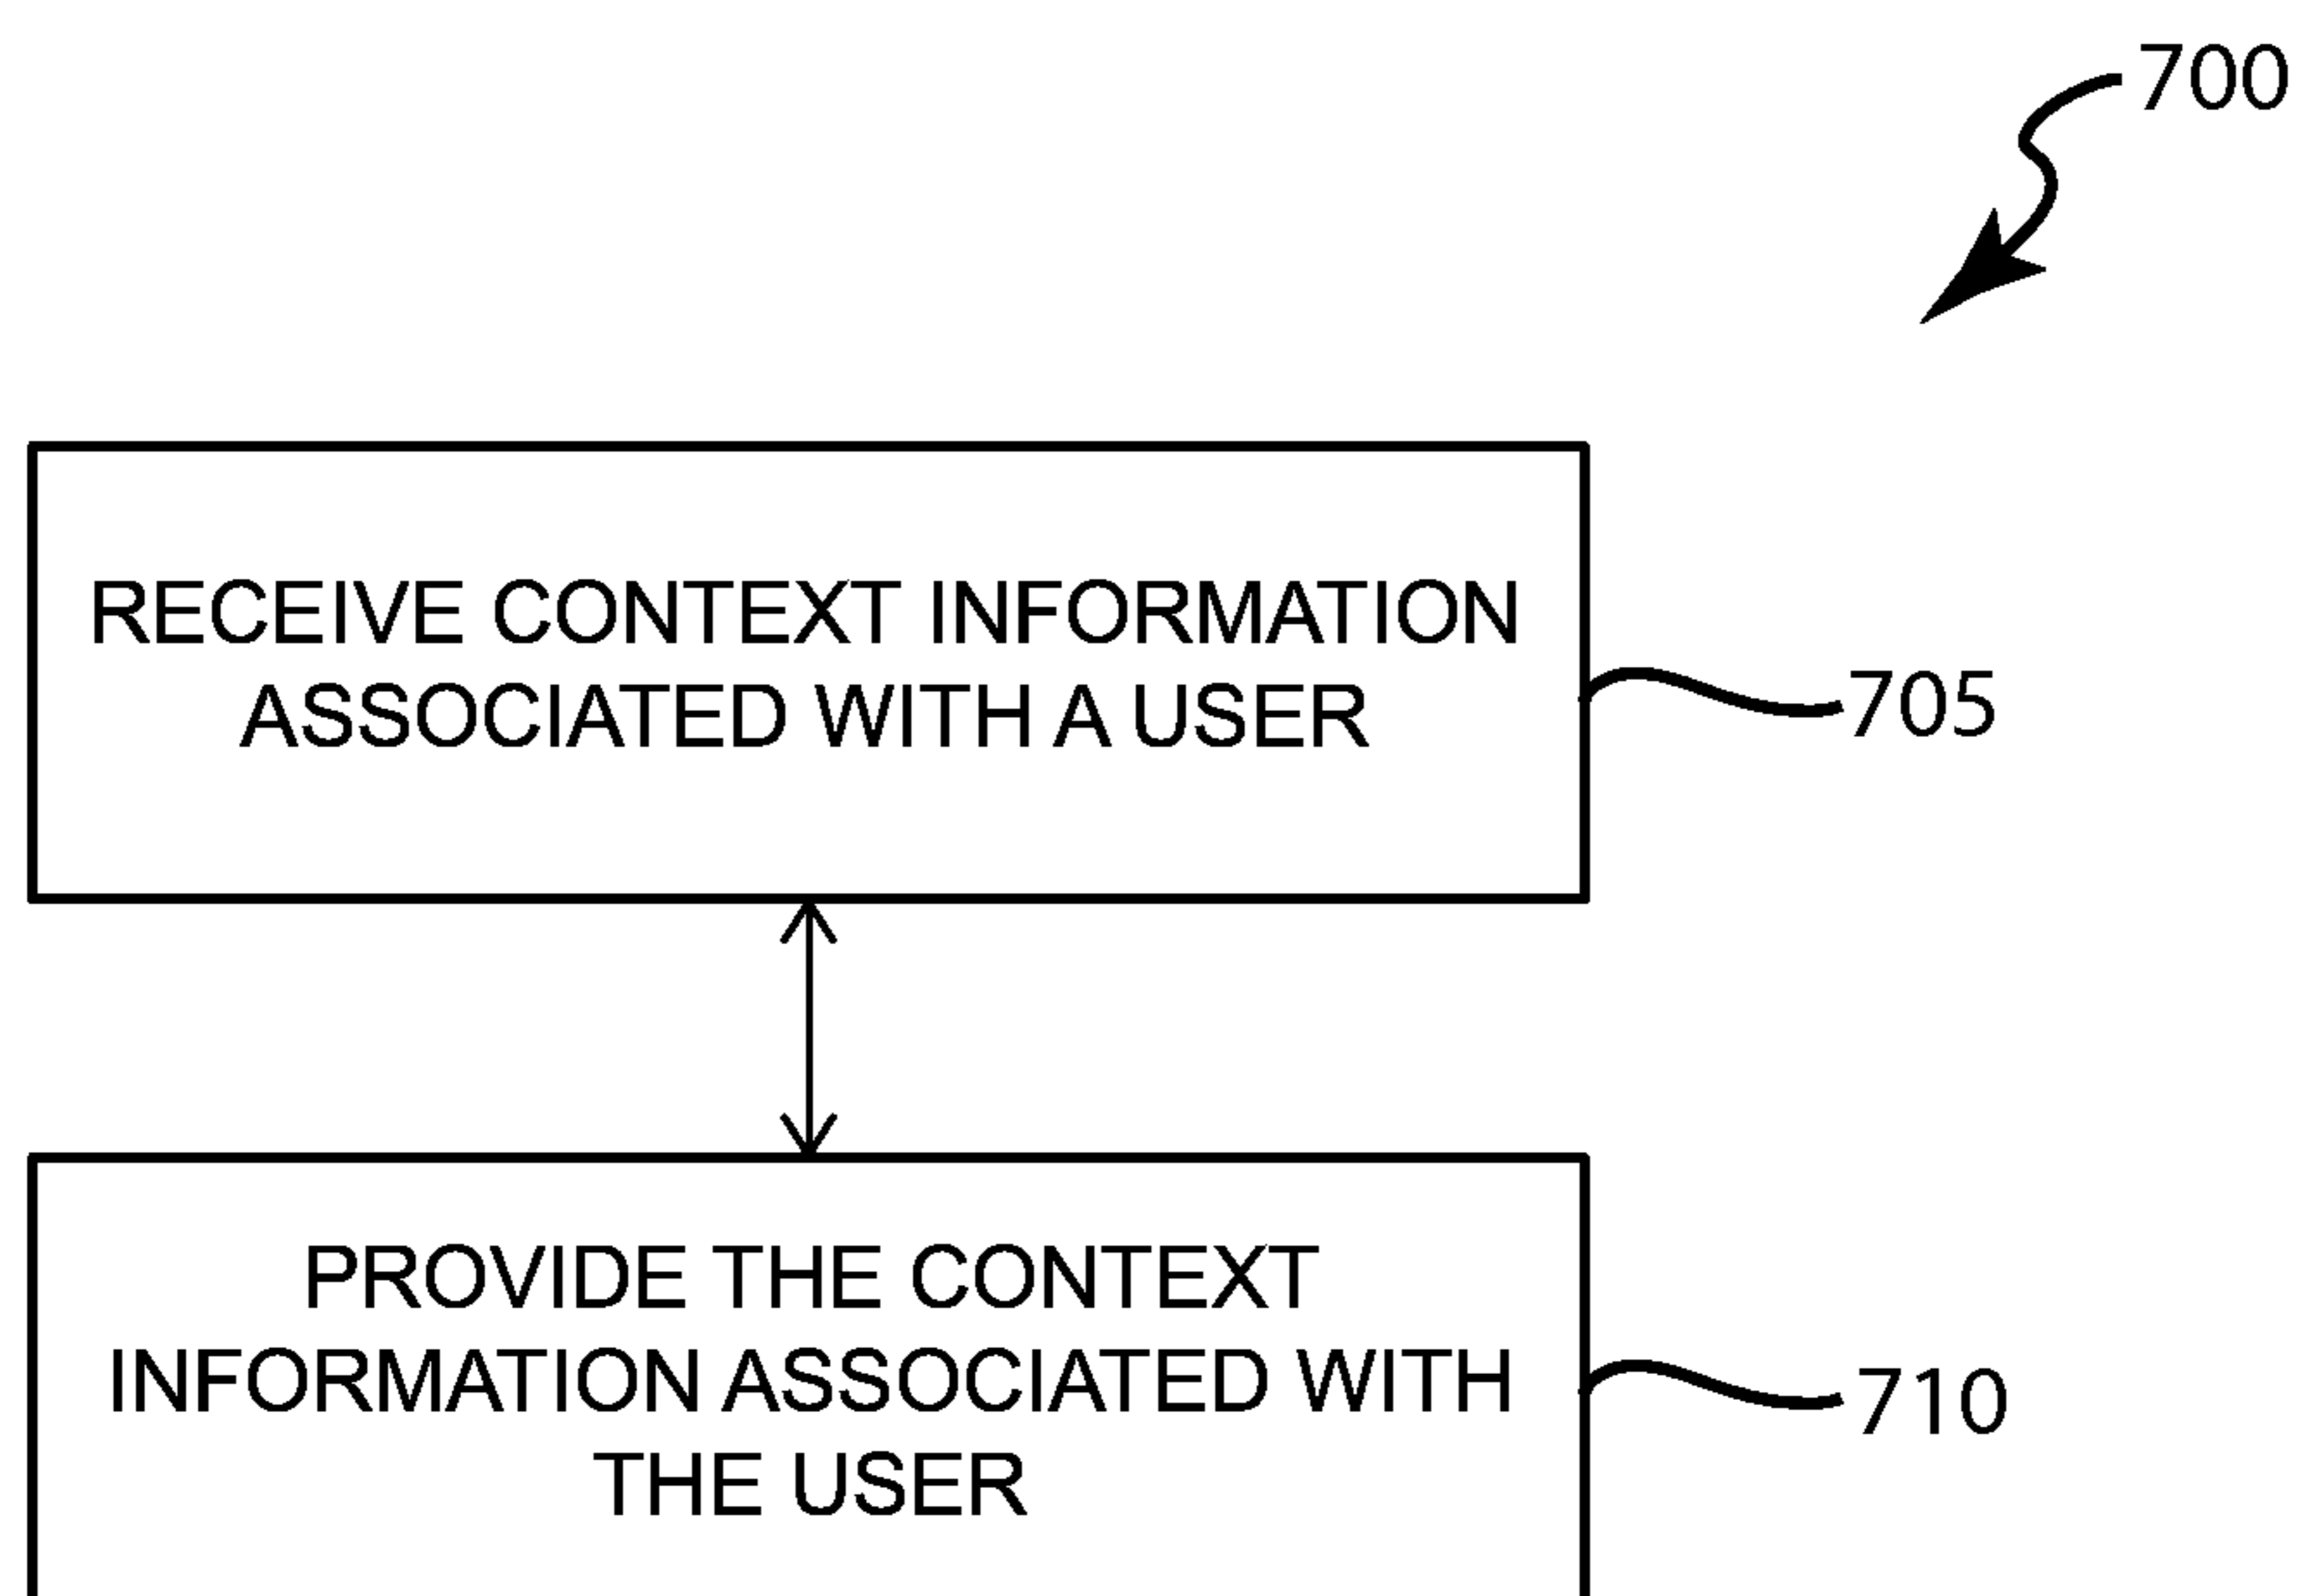 700
RECEIVE CONTEXT INFORMATION
ASSOCIATED WITH A USER
705
PROVIDE THE CONTEXT
INFORMATION ASSOCIATED WITH
THE USER
710